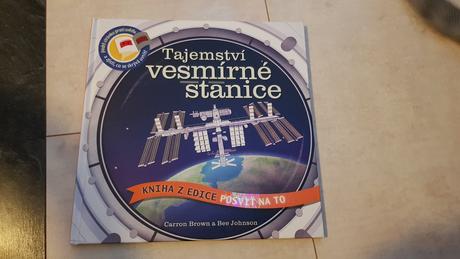 Tajemství
vesmírné
stanice
KNIHA Z EDICE POSVIŤ NA TO
Carron Brown a Bee Johnson